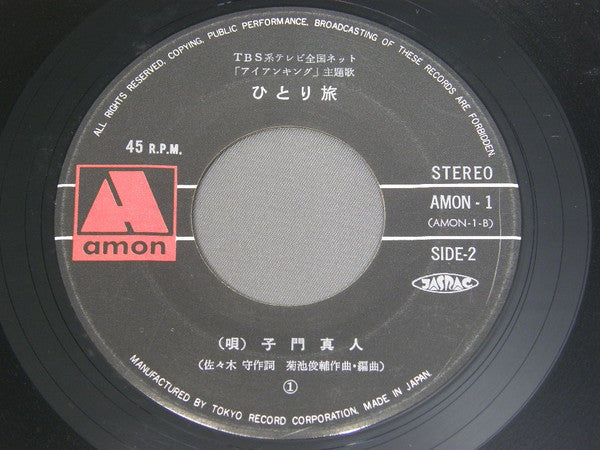 ALL RIGHTS RESERVED, COPYING, PUBLIC PERFORMANCE, BROADCASTING OF THESE RECORDS ARE FORBIDDEN.
TBS系テレビ全国ネット
「アイアンキング」主題歌
ひとり旅
45 R.P.M.
STEREO
A
amon
AMON - 1
(AMON-1-B)
SIDE-2
JASRAC
(唄) 子門真人
(佐々木 守作詞 菊池俊輔作曲・編曲)
①
MANUFACTURED BY TOKYO RECORD CORPORATION, MADE IN JAPAN.